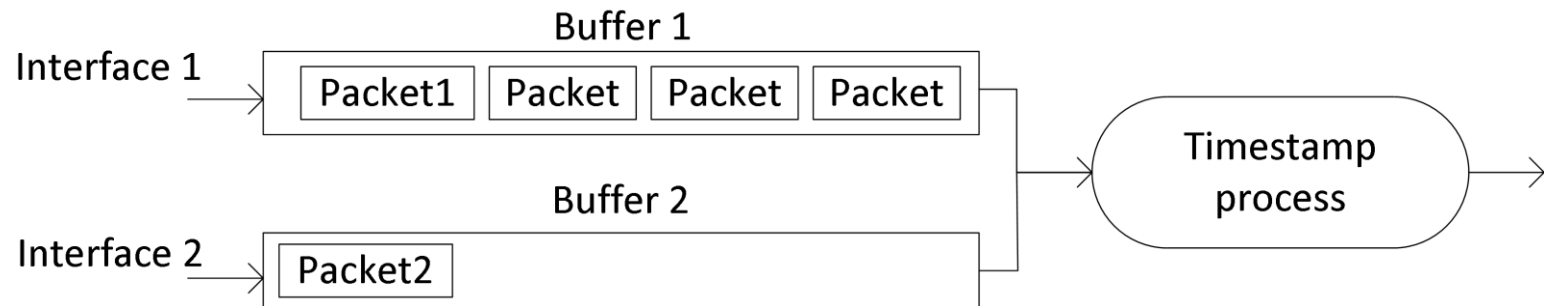 Buffer 1
Interface 1
Packet1 Packet Packet Packet
Timestamp
process
Buffer 2
Interface 2
Packet2